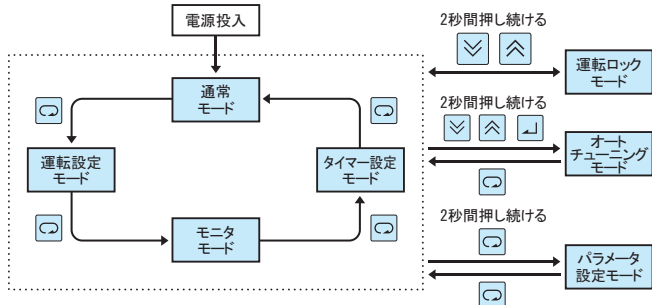 電源投入
通常
モード
運転設定
モード
タイマー設定
モード
モニタ
モード
2秒間押し続ける
運転ロック
モード
2秒間押し続ける
オート
チューニング
モード
2秒間押し続ける
パラメータ
設定モード